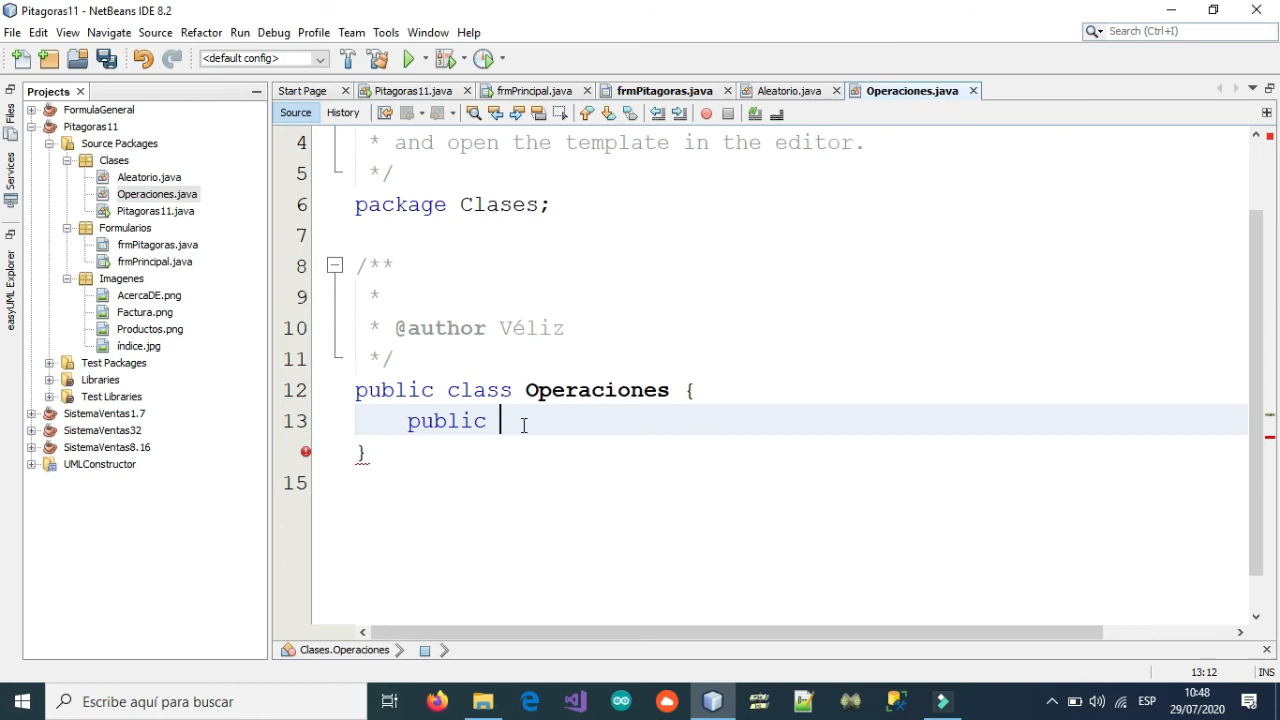 Pitagoras11 - NetBeans IDE 8.2
File Edit View Navigate Source Refactor Run Debug Profile Team Tools Window Help
Search (Ctrl+I)
<default config>
Projects
Start Page
Pitagoras11.java
frmPrincipal.java
frmPitagoras.java
Aleatorio.java
Operaciones.java
Files
Services
easyUML Explorer
FormulaGeneral
Pitagoras11
Source Packages
Clases
Aleatorio.java
Operaciones.java
Pitagoras11.java
Formularios
frmPitagoras.java
frmPrincipal.java
Imagenes
AcercaDE.png
Factura.png
Productos.png
índice.jpg
Test Packages
Libraries
Test Libraries
SistemaVentas1.7
SistemaVentas32
SistemaVentas8.16
UMLConstructor
Source History
4 * and open the template in the editor.
5 */
6 package Clases;
7
8 /**
9 *
10 * @author Véliz
11 */
12 public class Operaciones {
13 public
}
15
Clases.Operaciones
13:12 INS
Escribe aquí para buscar
ESP
10:48
29/07/2020